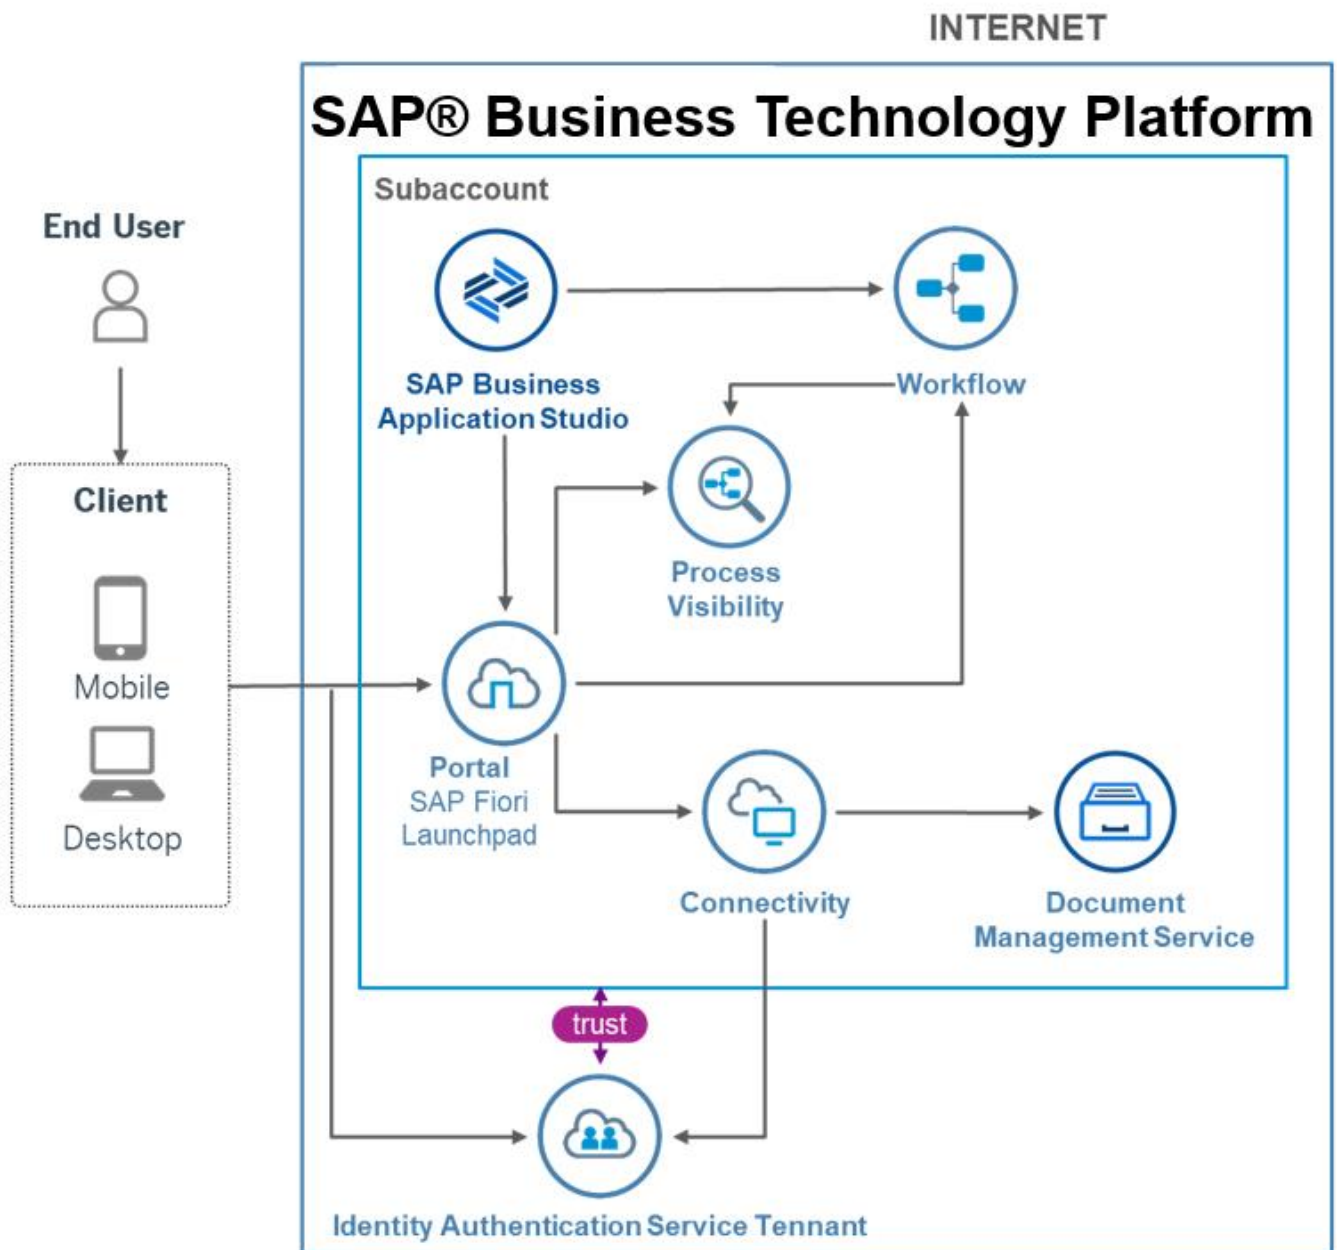 INTERNET
SAP® Business Technology Platform
Subaccount
End User
SAP Business
Application Studio
Workflow
Client
Process
Visibility
Mobile
Portal
SAP Fiori
Launchpad
Desktop
Connectivity
Document
Management Service
trust
Identity Authentication Service Tennant